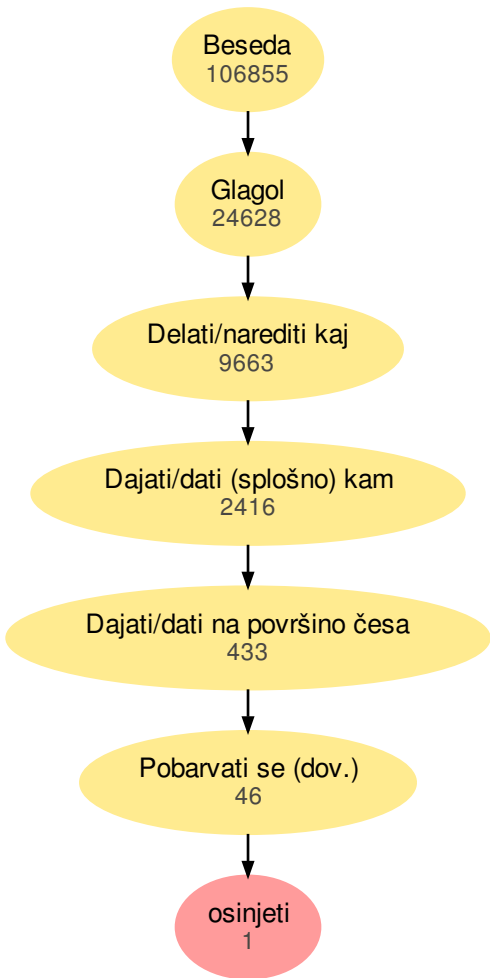 Beseda
106855
Glagol
24628
Delati/narediti kaj
9663
Dajati/dati (splošno) kam
2416
Dajati/dati na površino česa
433
Pobarvati se (dov.)
46
osinjeti
1